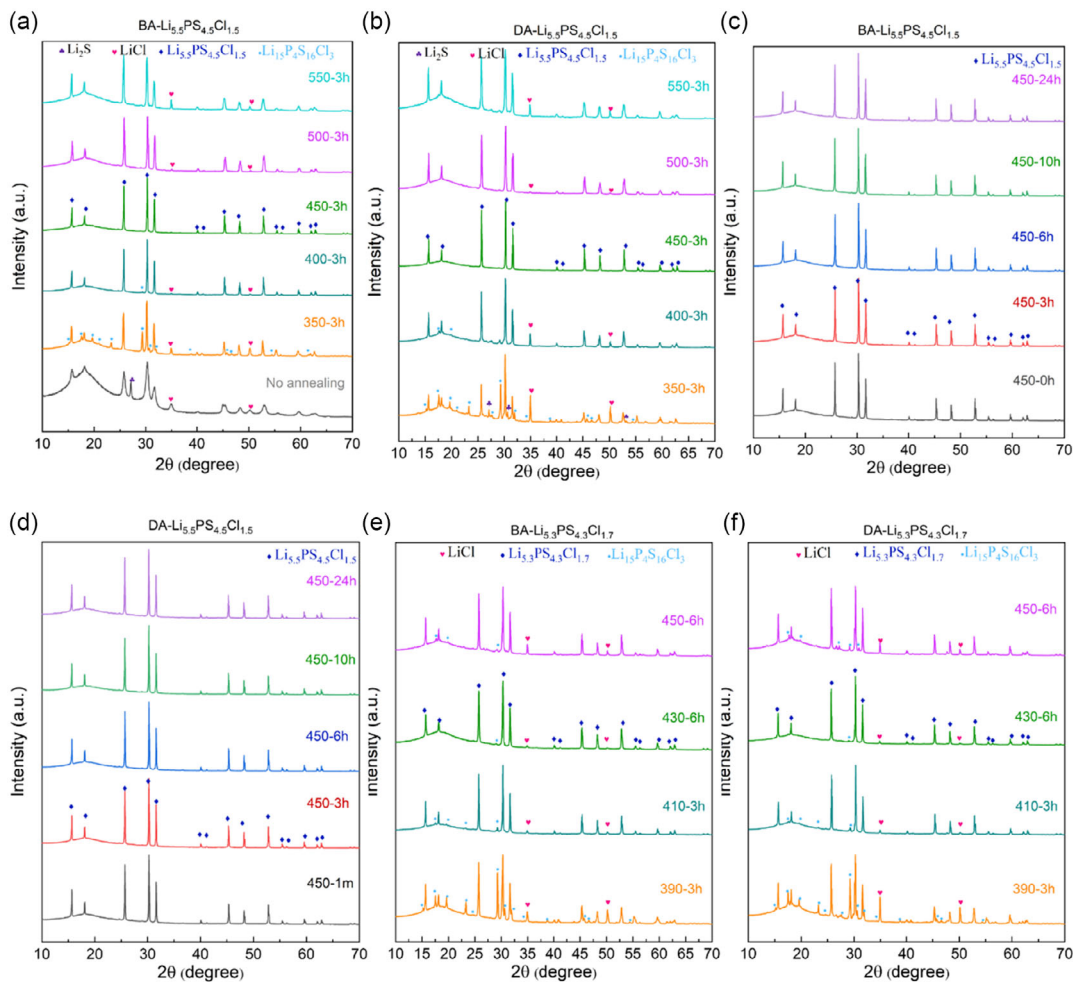 (a)
BA-Li5.5PS4.5Cl1.5
Li2S LiCl Li5.5PS4.5Cl1.5 Li15P4S16Cl3
550-3h
500-3h
450-3h
400-3h
350-3h
No annealing
Intensity (a.u.)
10 20 30 40 50 60 70
2θ (degree)
(b)
DA-Li5.5PS4.5Cl1.5
Li2S LiCl Li5.5PS4.5Cl1.5 Li15P4S16Cl3
550-3h
500-3h
450-3h
400-3h
350-3h
Intensity (a.u.)
10 15 20 25 30 35 40 45 50 55 60 65 70
2θ (degree)
(c)
BA-Li5.5PS4.5Cl1.5
Li5.5PS4.5Cl1.5
450-24h
450-10h
450-6h
450-3h
450-0h
Intensity (a.u.)
10 20 30 40 50 60 70
2θ (degree)
(d)
DA-Li5.5PS4.5Cl1.5
Li5.5PS4.5Cl1.5
450-24h
450-10h
450-6h
450-3h
450-1m
Intensity (a.u.)
10 20 30 40 50 60 70
2θ (degree)
(e)
BA-Li5.3PS4.3Cl1.7
LiCl Li5.3PS4.3Cl1.7 Li15P4S16Cl3
450-6h
430-6h
410-3h
390-3h
Intensity (a.u.)
10 15 20 25 30 35 40 45 50 55 60 65 70
2θ (degree)
(f)
DA-Li5.3PS4.3Cl1.7
LiCl Li5.3PS4.3Cl1.7 Li15P4S16Cl3
450-6h
430-6h
410-3h
390-3h
Intensity (a.u.)
10 15 20 25 30 35 40 45 50 55 60 65 70
2θ (degree)